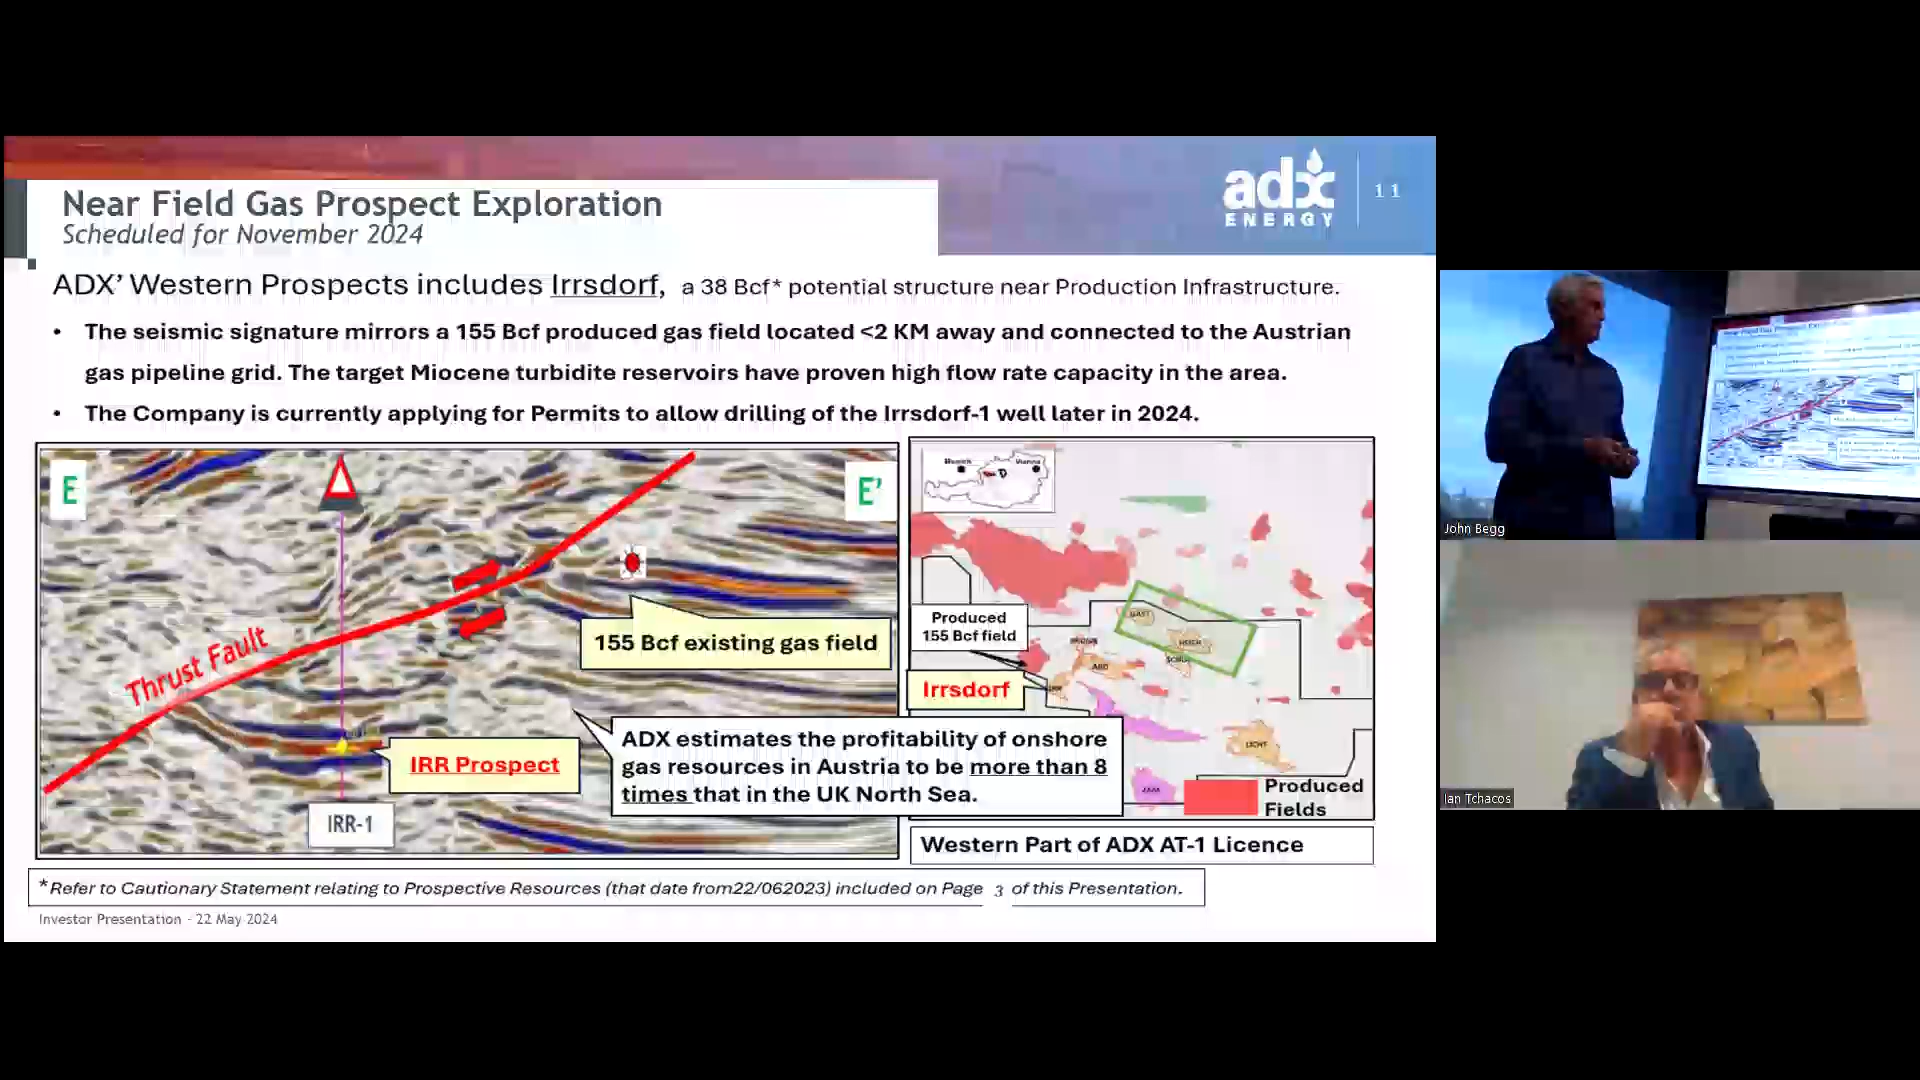 Near Field Gas Prospect Exploration
Scheduled for November 2024
adx
ENERGY
11
ADX’ Western Prospects includes Irrsdorf, a 38 Bcf* potential structure near Production Infrastructure.
• The seismic signature mirrors a 155 Bcf produced gas field located <2 KM away and connected to the Austrian
gas pipeline grid. The target Miocene turbidite reservoirs have proven high flow rate capacity in the area.
• The Company is currently applying for Permits to allow drilling of the Irrsdorf-1 well later in 2024.
E
E'
Thrust Fault
155 Bcf existing gas field
IRR Prospect
IRR-1
ADX estimates the profitability of onshore
gas resources in Austria to be more than 8
times that in the UK North Sea.
Munich
Vienna
Produced
155 Bcf field
Irrsdorf
GAST
LICHT
Produced
Fields
Western Part of ADX AT-1 Licence
*Refer to Cautionary Statement relating to Prospective Resources (that date from22/062023) included on Page 3 of this Presentation.
Investor Presentation - 22 May 2024
John Begg
Ian Tchacos